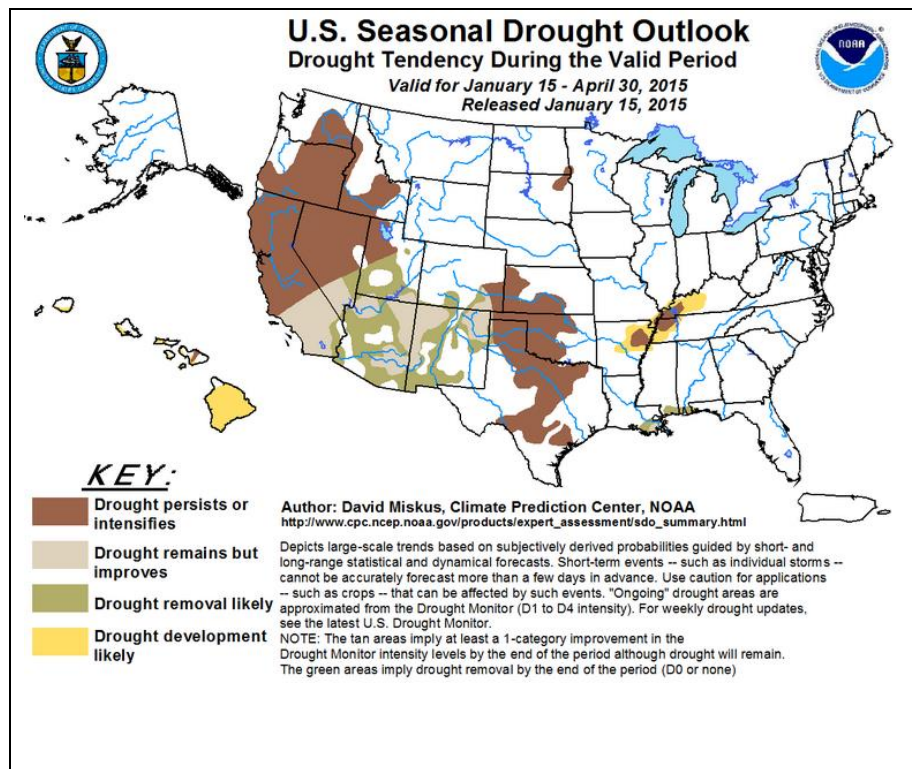 U.S. Seasonal Drought Outlook
Drought Tendency During the Valid Period
Valid for January 15 - April 30, 2015
Released January 15, 2015
NOAA
KEY:
Drought persists or
intensifies
Drought remains but
improves
Drought removal likely
Drought development
likely
Author: David Miskus, Climate Prediction Center, NOAA
http://www.cpc.ncep.noaa.gov/products/expert_assessment/sdo_summary.html
Depicts large-scale trends based on subjectively derived probabilities guided by short- and
long-range statistical and dynamical forecasts. Short-term events -- such as individual storms --
cannot be accurately forecast more than a few days in advance. Use caution for applications
-- such as crops -- that can be affected by such events. "Ongoing" drought areas are
approximated from the Drought Monitor (D1 to D4 intensity). For weekly drought updates,
see the latest U.S. Drought Monitor.
NOTE: The tan areas imply at least a 1-category improvement in the
Drought Monitor intensity levels by the end of the period although drought will remain.
The green areas imply drought removal by the end of the period (D0 or none)